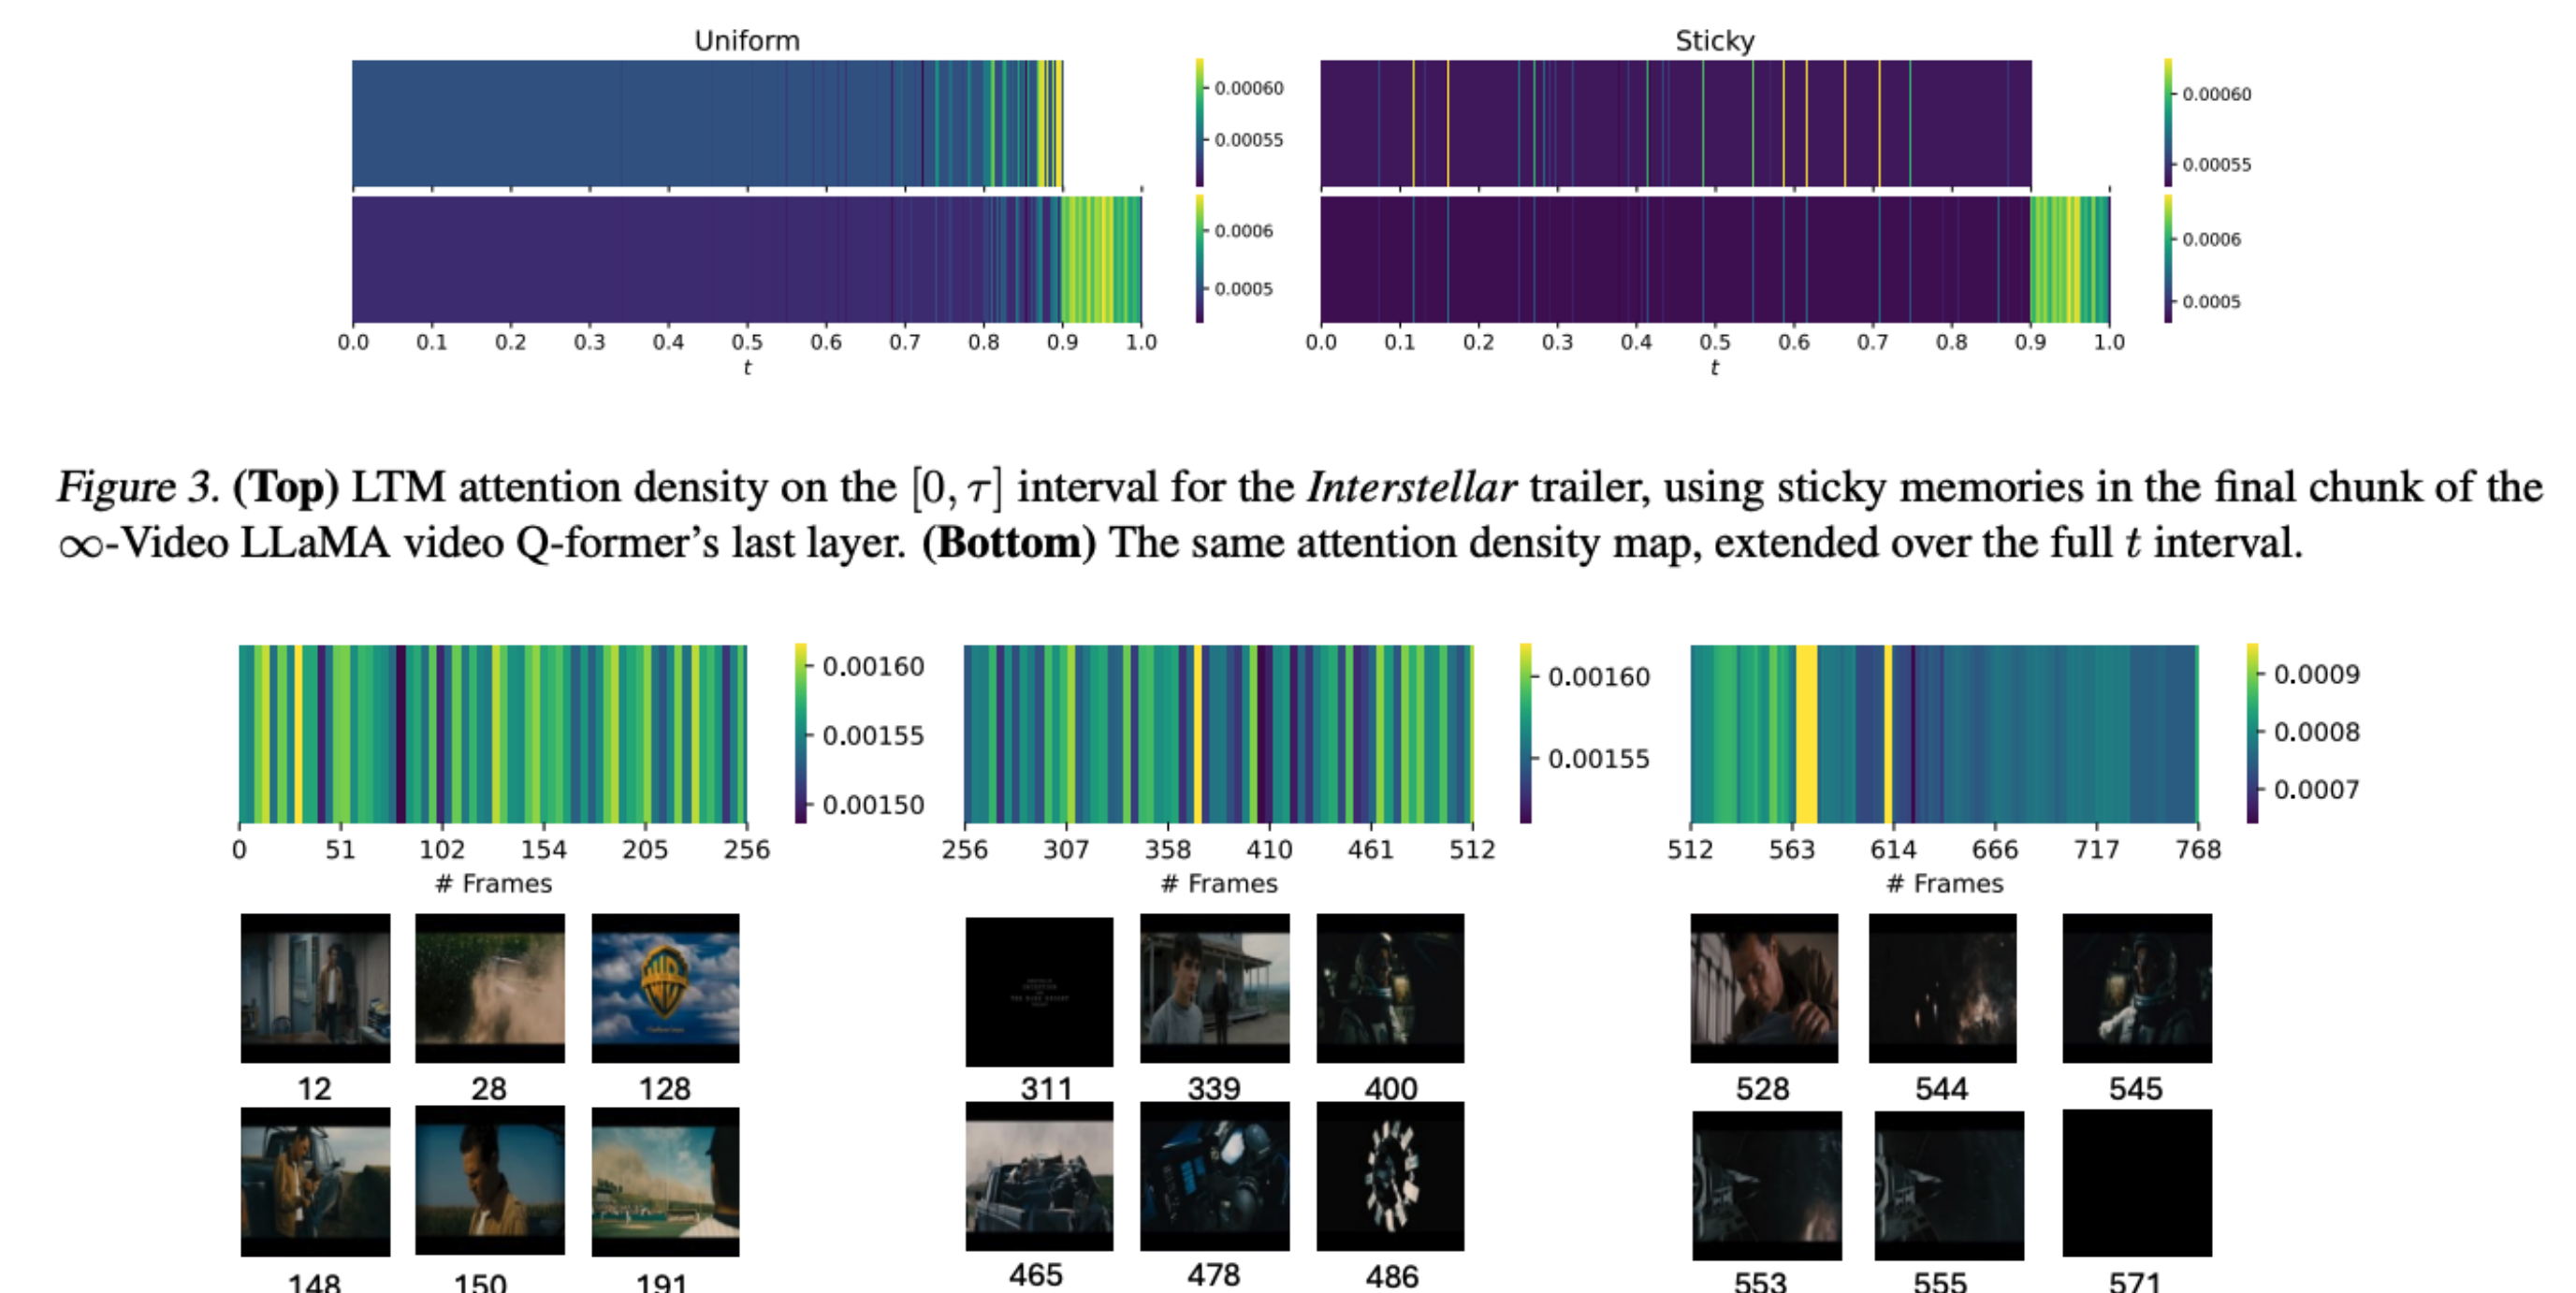 Uniform
Sticky
0.00060
0.00055
0.00060
0.00055
0.0006
0.0005
0.0006
0.0005
0.0 0.1 0.2 0.3 0.4 0.5 0.6 0.7 0.8 0.9 1.0
t
0.0 0.1 0.2 0.3 0.4 0.5 0.6 0.7 0.8 0.9 1.0
t
Figure 3. (Top) LTM attention density on the [0, τ] interval for the Interstellar trailer, using sticky memories in the final chunk of the
∞-Video LLaMA video Q-former's last layer. (Bottom) The same attention density map, extended over the full t interval.
0.00160
0.00155
0.00150
0 51 102 154 205 256
# Frames
0.00160
0.00155
256 307 358 410 461 512
# Frames
0.0009
0.0008
0.0007
512 563 614 666 717 768
# Frames
12 28 128
148 150 191
INCEPTION
THE DARK KNIGHT
311 339 400
465 478 486
528 544 545
553 555 571